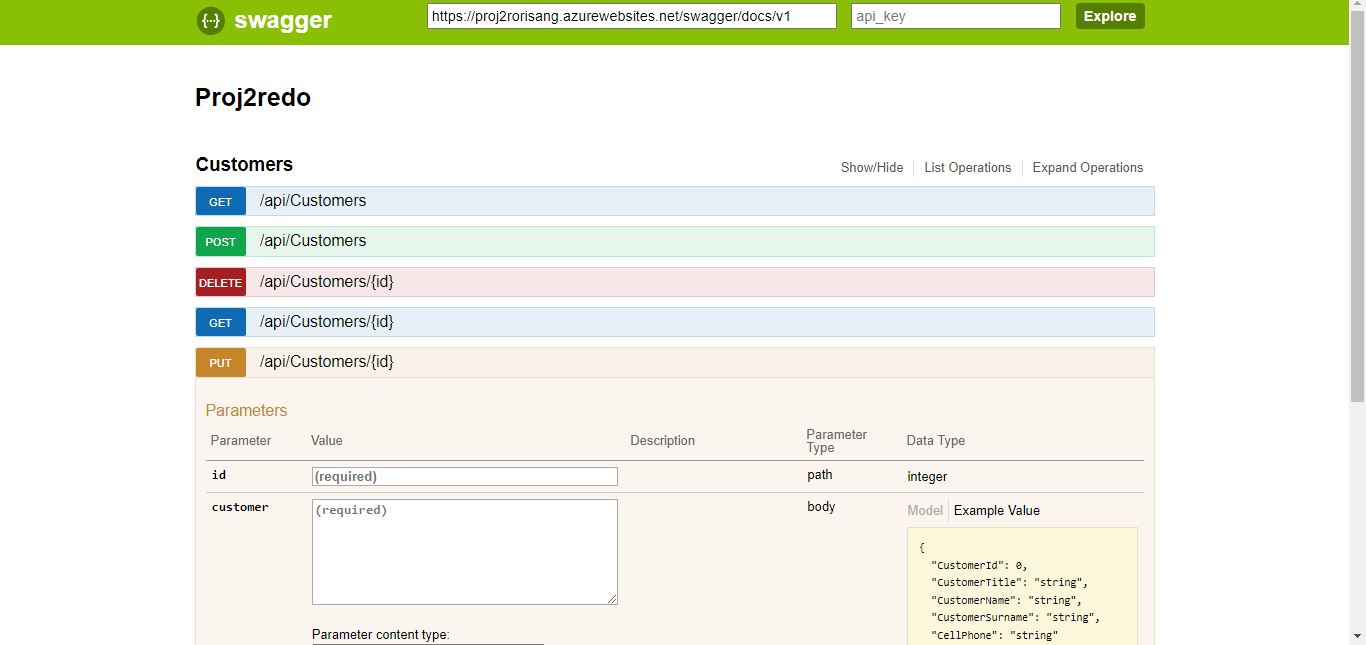 {···} swagger https://proj2rorisang.azurewebsites.net/swagger/docs/v1 api_key Explore
Proj2redo
Customers Show/Hide List Operations Expand Operations
GET /api/Customers
POST /api/Customers
DELETE /api/Customers/{id}
GET /api/Customers/{id}
PUT /api/Customers/{id}
Parameters
Parameter Value Description Parameter Type Data Type
id (required) path integer
customer (required) body Model Example Value
{
"CustomerId": 0,
"CustomerTitle": "string",
"CustomerName": "string",
"CustomerSurname": "string",
"CellPhone": "string"
Parameter content type: